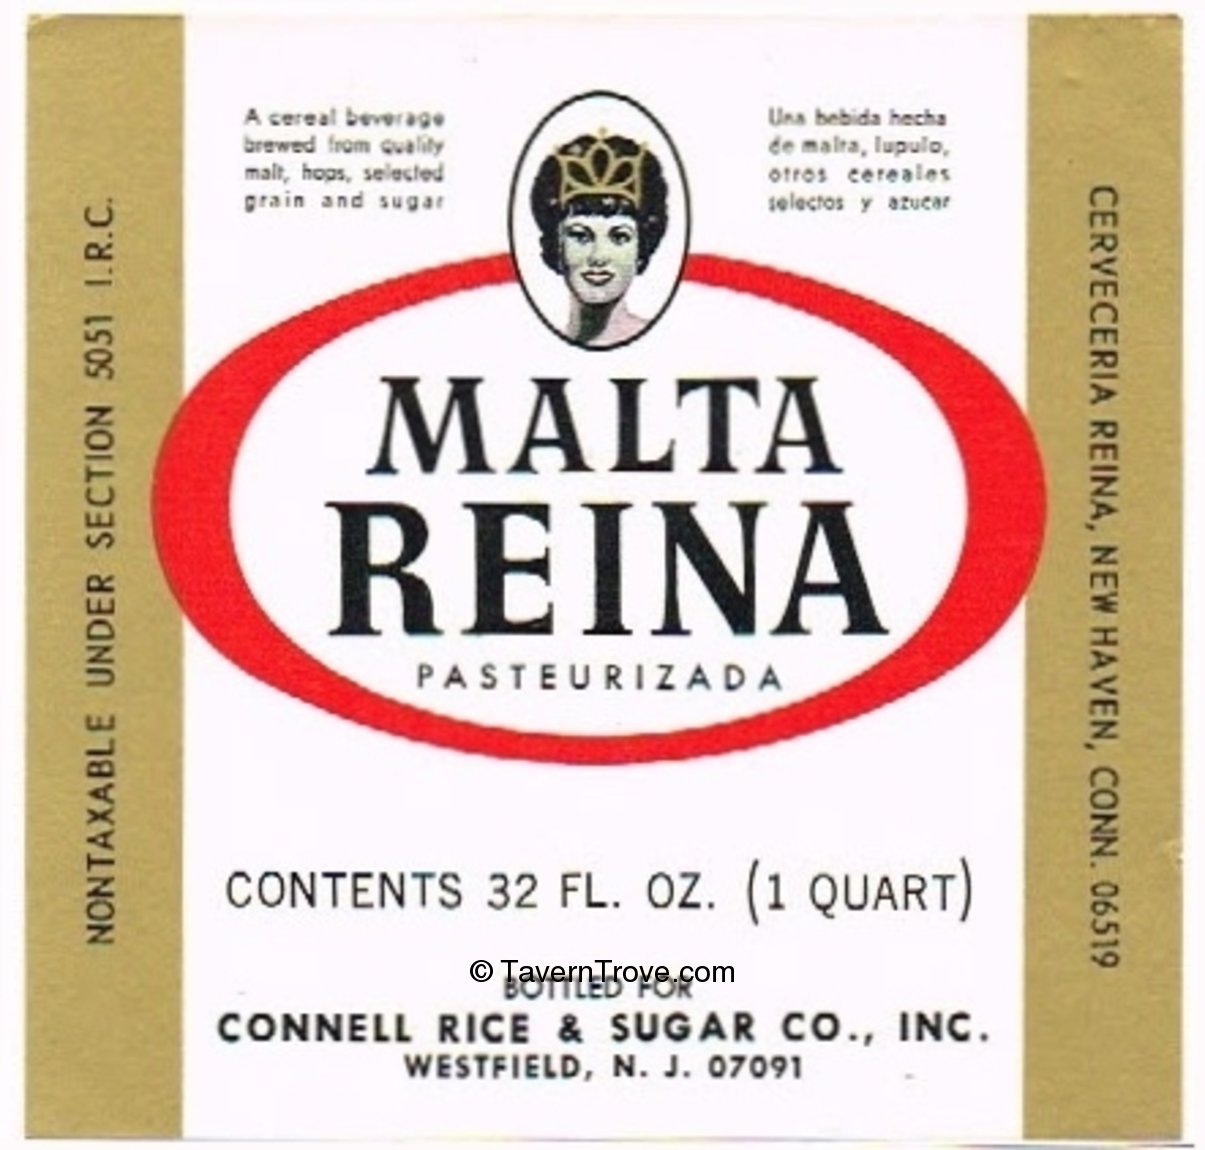 A cereal beverage
brewed from quality
malt, hops, selected
grain and sugar
Una bebida hecha
de malta, lupulo,
otros cereales
selectos y azucar
NONTAXABLE UNDER SECTION 5051 I.R.C.
MALTA
REINA
PASTEURIZADA
CERVECERIA REINA, NEW HAVEN, CONN. 06519
CONTENTS 32 FL. OZ. (1 QUART)
© TavernTrove.com
BOTTLED FOR
CONNELL RICE & SUGAR CO., INC.
WESTFIELD, N. J. 07091